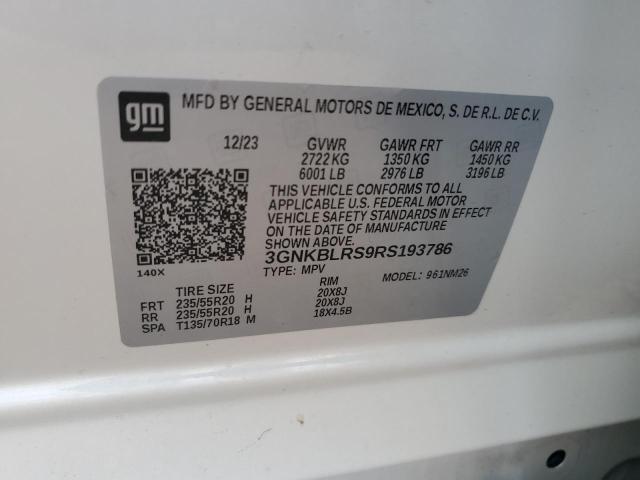 gm
MFD BY GENERAL MOTORS DE MEXICO, S. DE R.L. DE C.V.
12/23 GVWR GAWR FRT GAWR RR
2722 KG 1350 KG 1450 KG
6001 LB 2976 LB 3196 LB
THIS VEHICLE CONFORMS TO ALL
APPLICABLE U.S. FEDERAL MOTOR
VEHICLE SAFETY STANDARDS IN EFFECT
ON THE DATE OF MANUFACTURE
SHOWN ABOVE.
3GNKBLRS9RS193786
140X TYPE: MPV MODEL: 961NM26
TIRE SIZE RIM
FRT 235/55R20 H 20X8J
RR 235/55R20 H 20X8J
SPA T135/70R18 M 18X4.5B